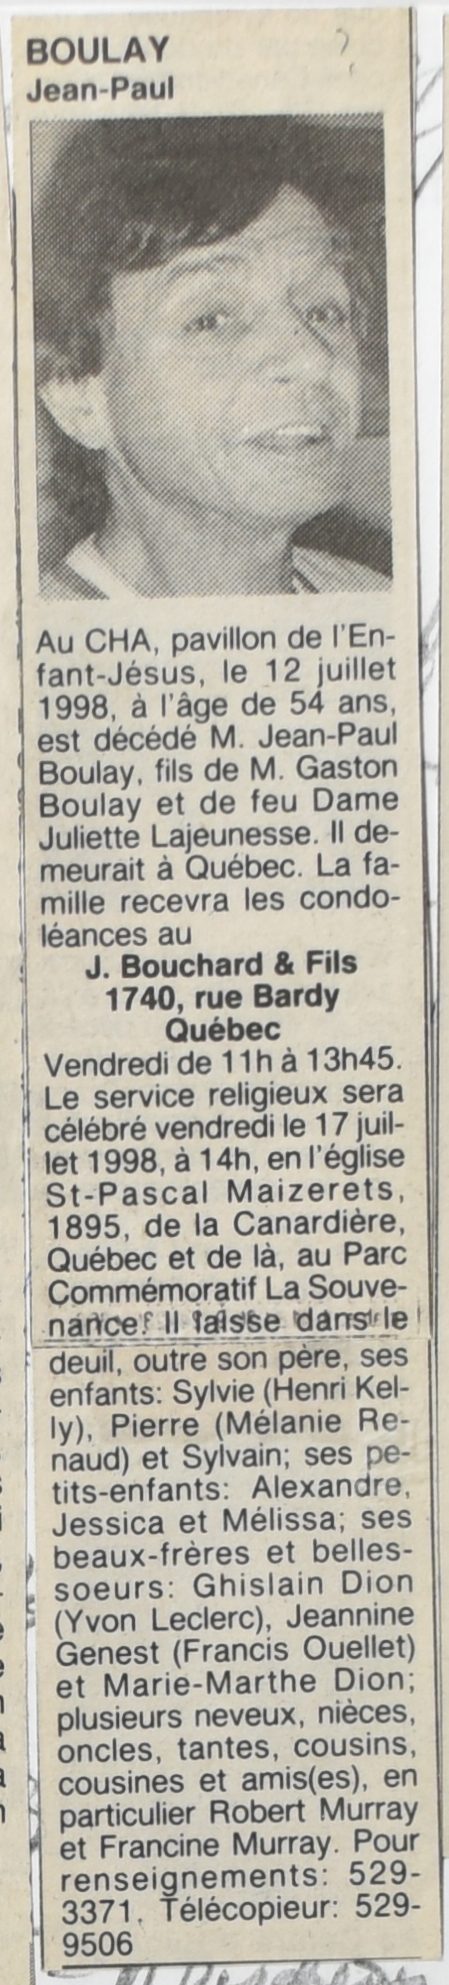 BOULAY
Jean-Paul
Au CHA, pavillon de l'En-
fant-Jésus, le 12 juillet
1998, à l'âge de 54 ans,
est décédé M. Jean-Paul
Boulay, fils de M. Gaston
Boulay et de feu Dame
Juliette Lajeunesse. Il de-
meurait à Québec. La fa-
mille recevra les condo-
léances au
J. Bouchard & Fils
1740, rue Bardy
Québec
Vendredi de 11h à 13h45.
Le service religieux sera
célébré vendredi le 17 juil-
let 1998, à 14h, en l'église
St-Pascal Maizerets,
1895, de la Canardière,
Québec et de là, au Parc
Commémoratif La Souve-
nance. Il laisse dans le
deuil, outre son père, ses
enfants: Sylvie (Henri Kel-
ly), Pierre (Mélanie Re-
naud) et Sylvain; ses pe-
tits-enfants: Alexandre,
Jessica et Mélissa; ses
beaux-frères et belles-
soeurs: Ghislain Dion
(Yvon Leclerc), Jeannine
Genest (Francis Ouellet)
et Marie-Marthe Dion;
plusieurs neveux, nièces,
oncles, tantes, cousins,
cousines et amis(es), en
particulier Robert Murray
et Francine Murray. Pour
renseignements: 529-
3371. Télécopieur: 529-
9506